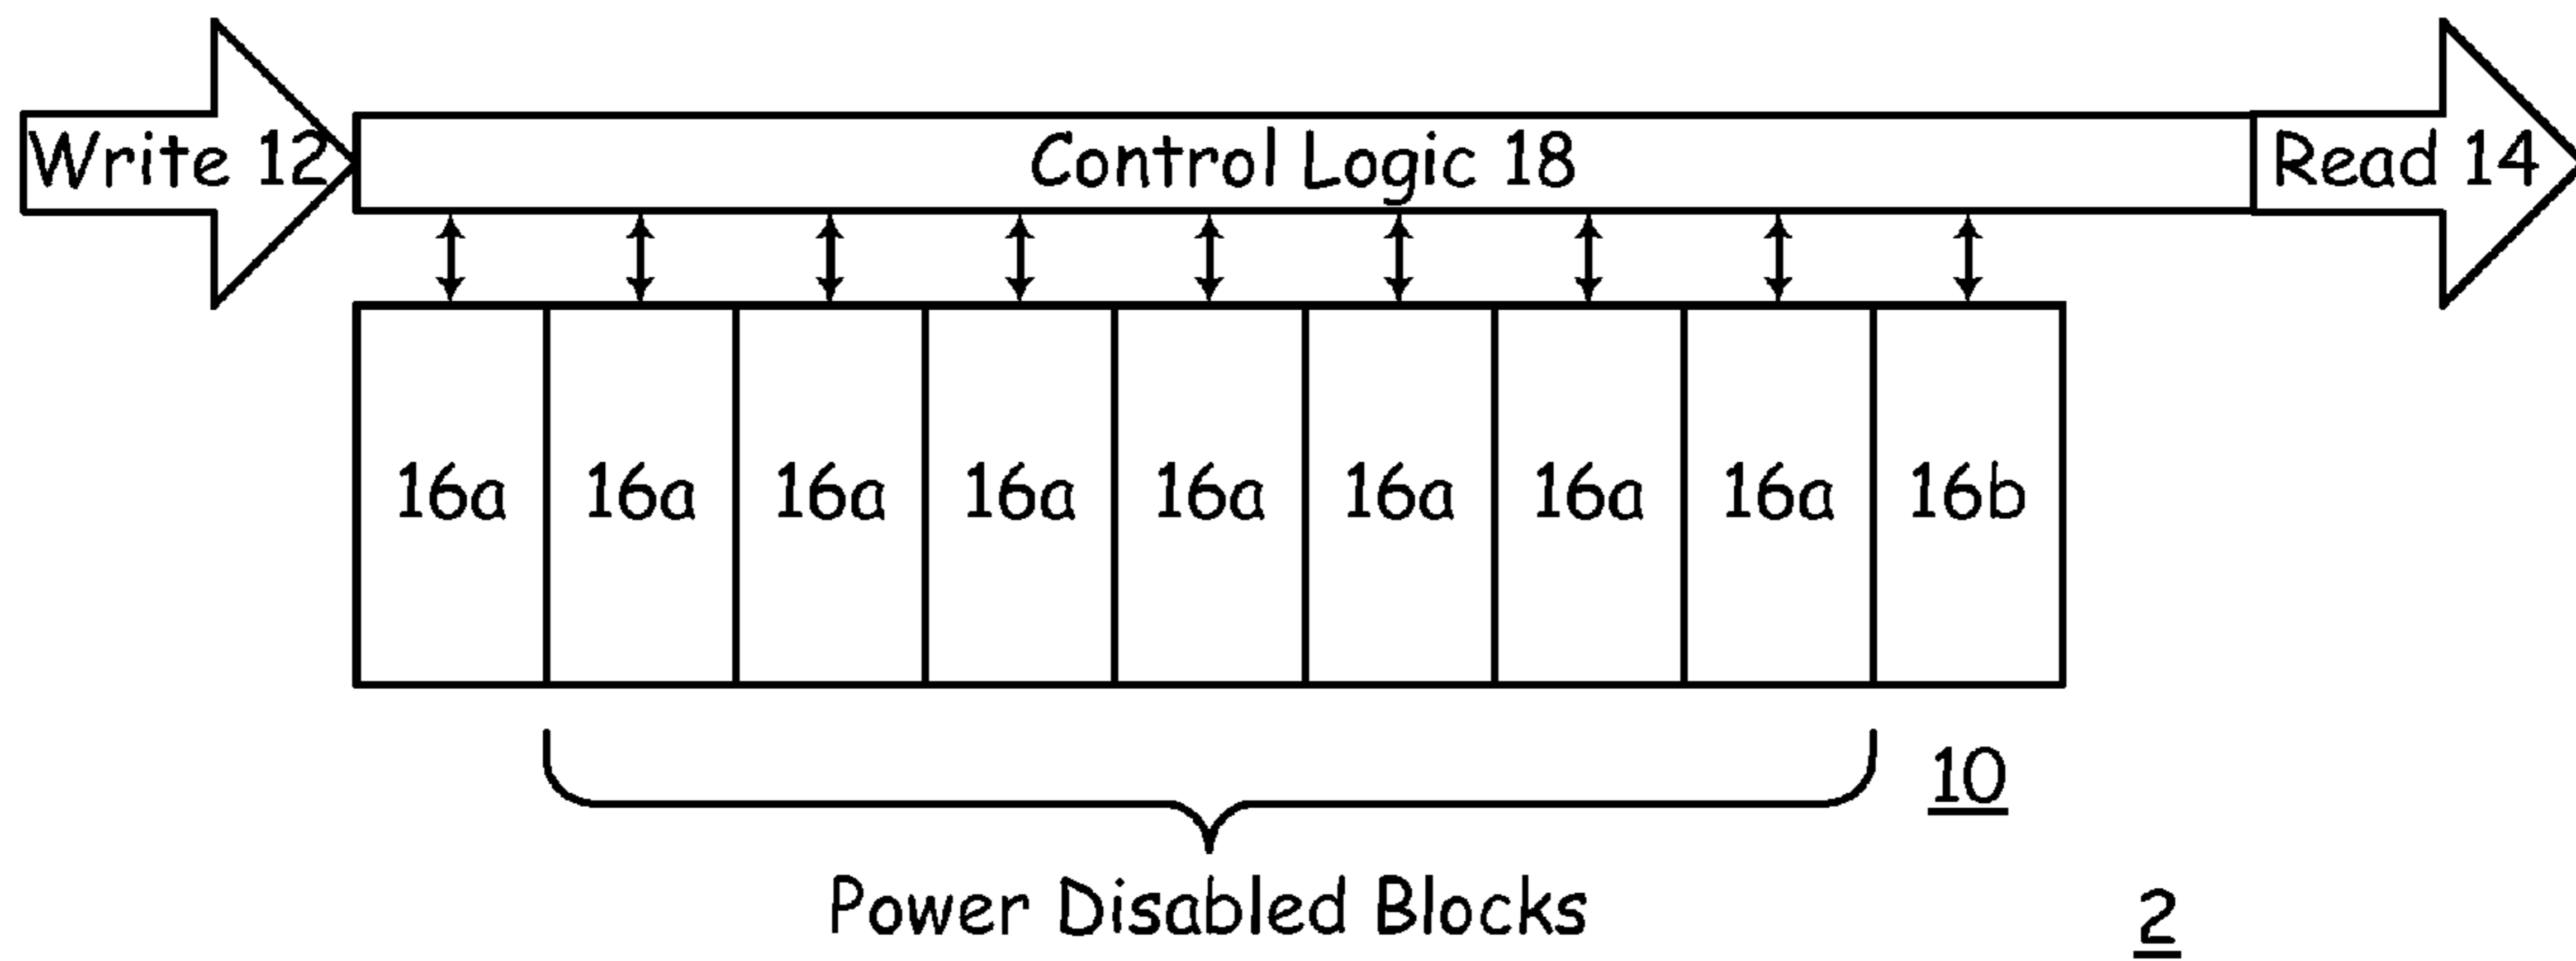 Write 12 Control Logic 18 Read 14
16a 16a 16a 16a 16a 16a 16a 16a 16b
10
Power Disabled Blocks
2